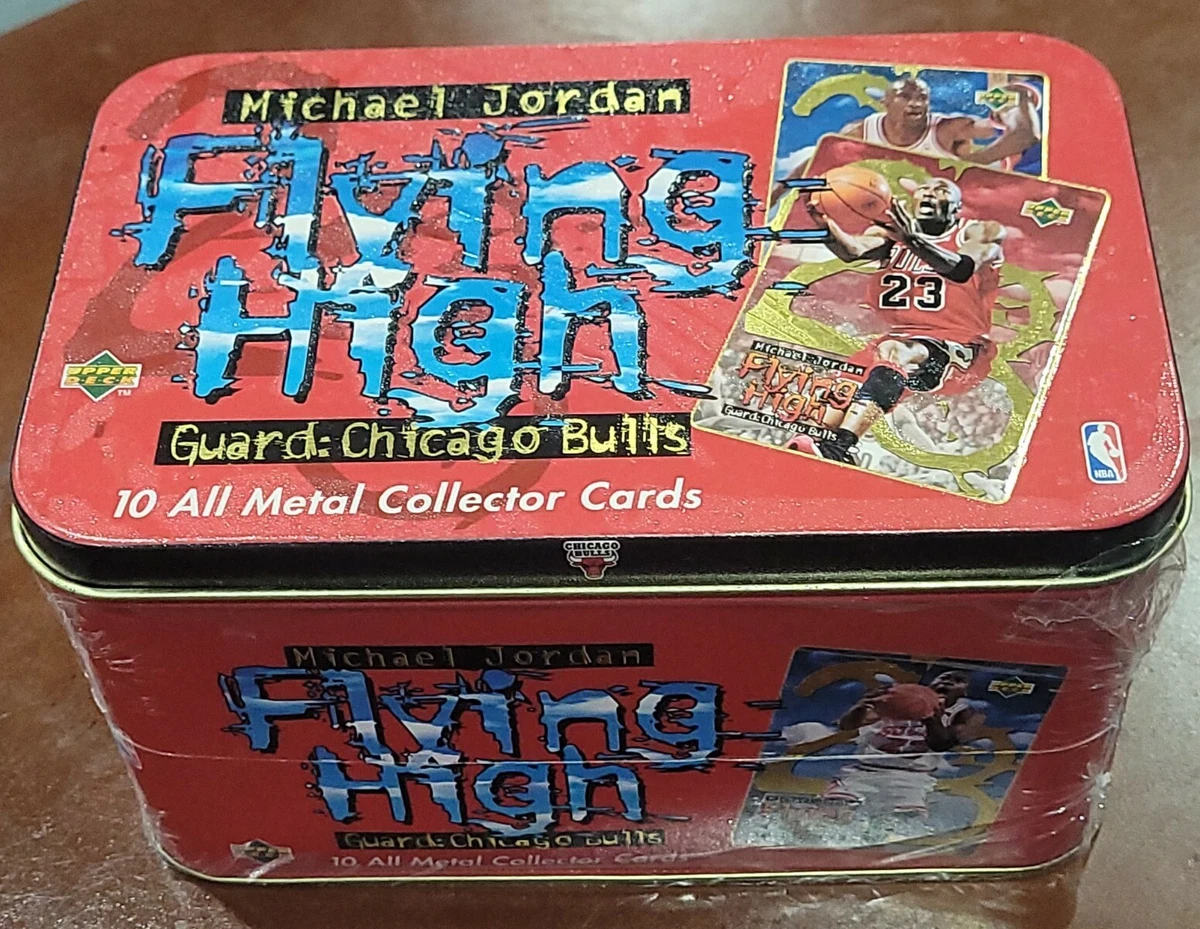 Michael Jordan
Flying
High
Guard: Chicago Bulls
10 All Metal Collector Cards
UPPER
DECK
TM
23
Michael Jordan
Flying
High
Guard: Chicago Bulls
NBA
CHICAGO
BULLS
Michael Jordan
Flying
High
Guard: Chicago Bulls
10 All Metal Collector Cards